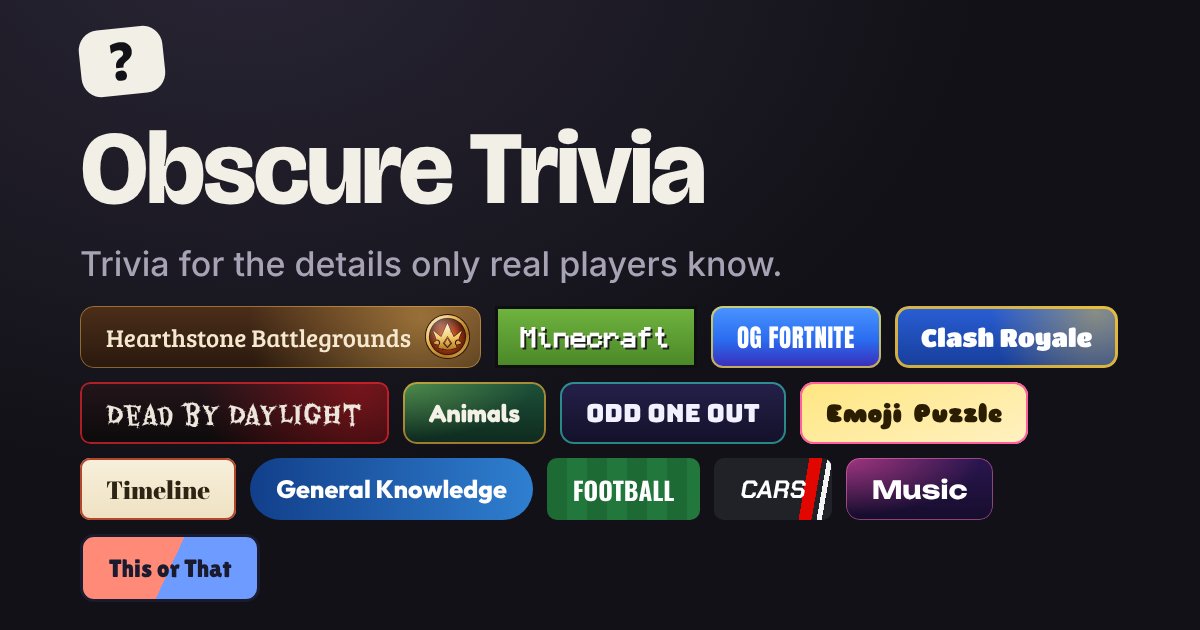 ?
Obscure Trivia
Trivia for the details only real players know.
Hearthstone Battlegrounds Minecraft OG FORTNITE Clash Royale
DEAD BY DAYLIGHT Animals ODD ONE OUT Emoji Puzzle
Timeline General Knowledge FOOTBALL CARS Music
This or That